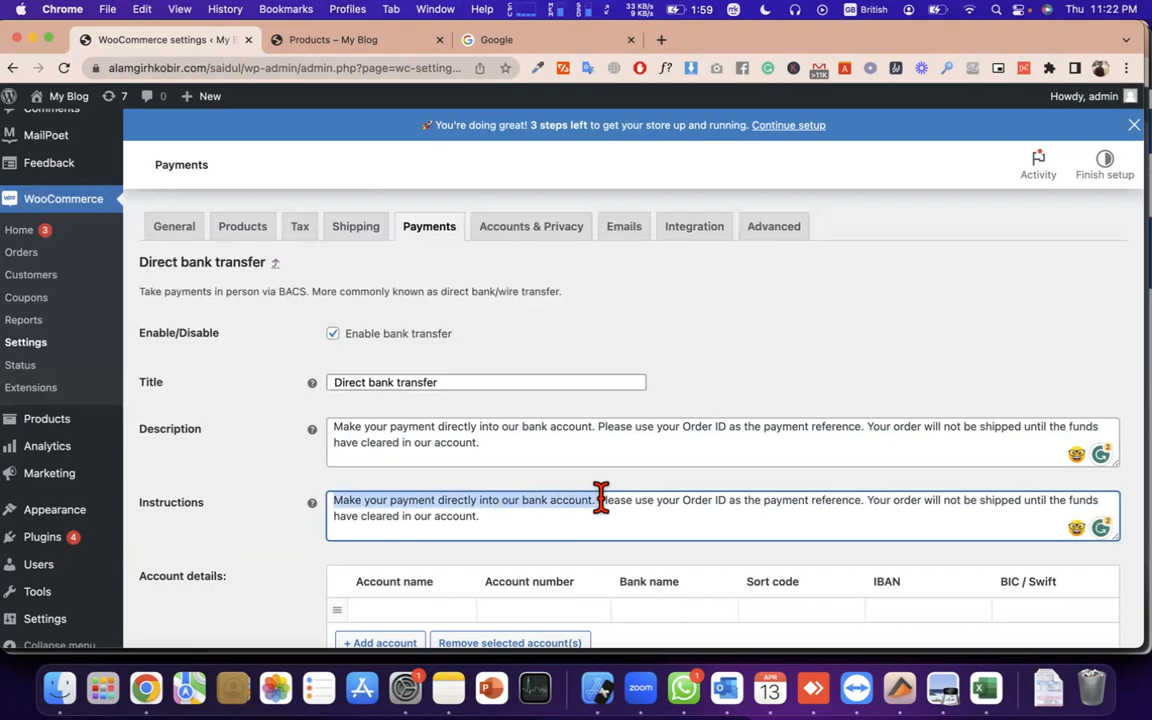 Chrome File Edit View History Bookmarks Profiles Tab Window Help 33 KB/s 9 KB/s 1:59 British Thu 11:22 PM
WooCommerce settings ‹ My B Products – My Blog Google
alamgirhkobir.com/saidul/wp-admin/admin.php?page=wc-setting...
My Blog 7 0 New Howdy, admin
Comments
MailPoet
Feedback
WooCommerce
Home 3
Orders
Customers
Coupons
Reports
Settings
Status
Extensions
Products
Analytics
Marketing
Appearance
Plugins 4
Users
Tools
Settings
Collapse menu
🚀 You're doing great! 3 steps left to get your store up and running. Continue setup
Payments
Activity Finish setup
General Products Tax Shipping Payments Accounts & Privacy Emails Integration Advanced
Direct bank transfer
Take payments in person via BACS. More commonly known as direct bank/wire transfer.
Enable/Disable Enable bank transfer
Title Direct bank transfer
Description Make your payment directly into our bank account. Please use your Order ID as the payment reference. Your order will not be shipped until the funds
have cleared in our account.
Instructions Make your payment directly into our bank account. Please use your Order ID as the payment reference. Your order will not be shipped until the funds
have cleared in our account.
Account details: Account name Account number Bank name Sort code IBAN BIC / Swift
+ Add account Remove selected account(s)